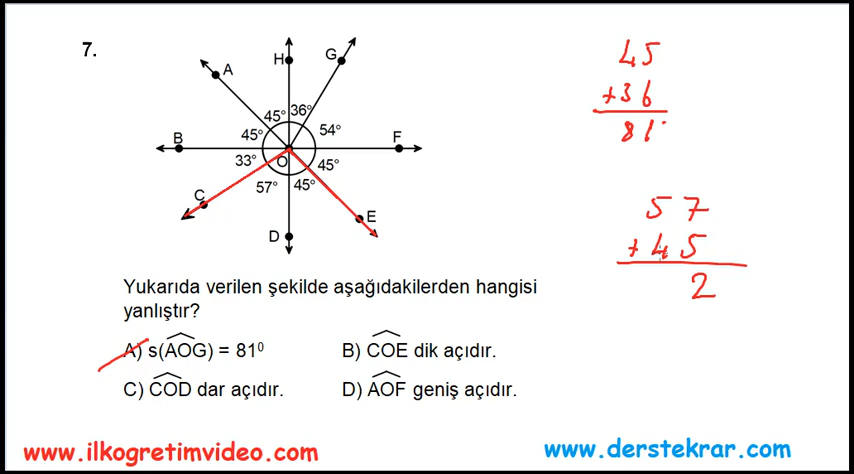 7.
H
G
A
45°
36°
45°
54°
B
F
33°
O
45°
C
57°
45°
E
D
45
+36
81
57
+45
2
Yukarıda verilen şekilde aşağıdakilerden hangisi
yanlıştır?
A) s(AOG) = 81⁰
B) COE dik açıdır.
C) COD dar açıdır.
D) AOF geniş açıdır.
www.ilkogretimvideo.com
www.derstekrar.com